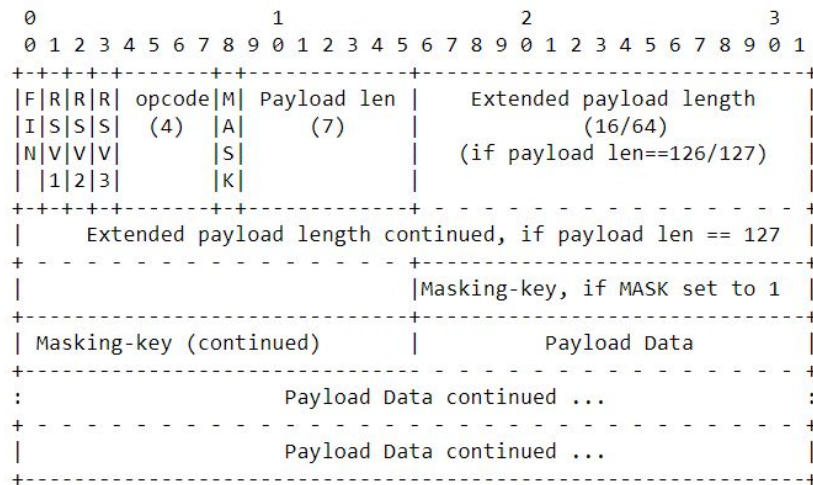 0                   1                   2                   3
 0 1 2 3 4 5 6 7 8 9 0 1 2 3 4 5 6 7 8 9 0 1 2 3 4 5 6 7 8 9 0 1
+-+-+-+-+-------+-+-------------+-------------------------------+
|F|R|R|R| opcode|M| Payload len |    Extended payload length    |
|I|S|S|S|  (4)  |A|     (7)     |             (16/64)           |
|N|V|V|V|       |S|             |   (if payload len==126/127)   |
| |1|2|3|       |K|             |                               |
+-+-+-+-+-------+-+-------------+ - - - - - - - - - - - - - - - +
|     Extended payload length continued, if payload len == 127  |
+ - - - - - - - - - - - - - - - +-------------------------------+
|                               |Masking-key, if MASK set to 1  |
+-------------------------------+-------------------------------+
| Masking-key (continued)       |          Payload Data         |
+-------------------------------- - - - - - - - - - - - - - - - +
:                     Payload Data continued ...                :
+ - - - - - - - - - - - - - - - - - - - - - - - - - - - - - - - +
|                     Payload Data continued ...                |
+---------------------------------------------------------------+